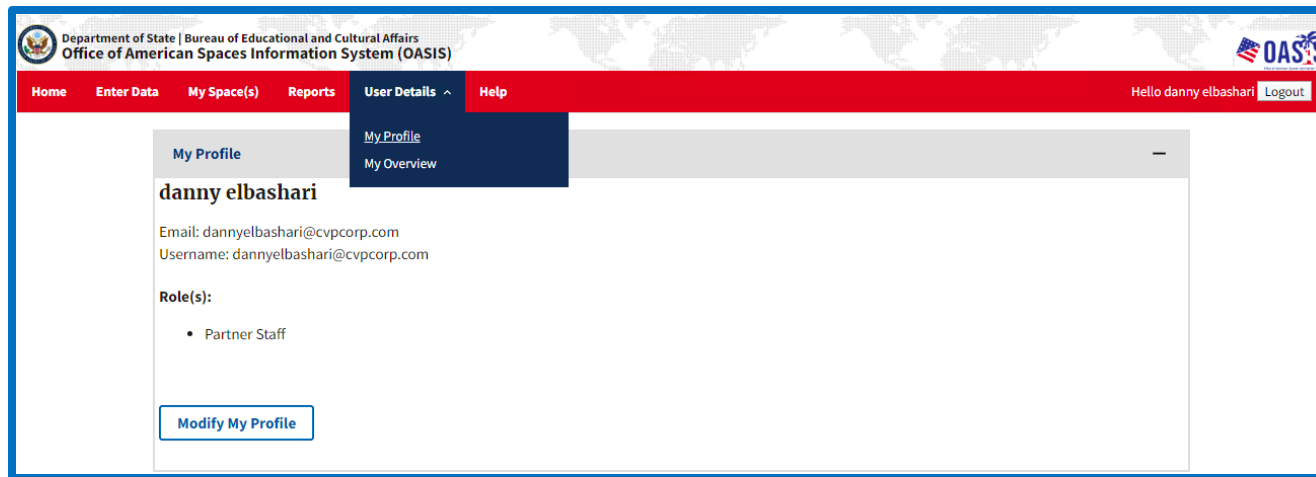 Department of State | Bureau of Educational and Cultural Affairs
Office of American Spaces Information System (OASIS)
OASIS
Home Enter Data My Space(s) Reports User Details Help Hello danny elbashari Logout
My Profile
My Overview
My Profile
danny elbashari
Email: dannyelbashari@cvpcorp.com
Username: dannyelbashari@cvpcorp.com
Role(s):
• Partner Staff
Modify My Profile